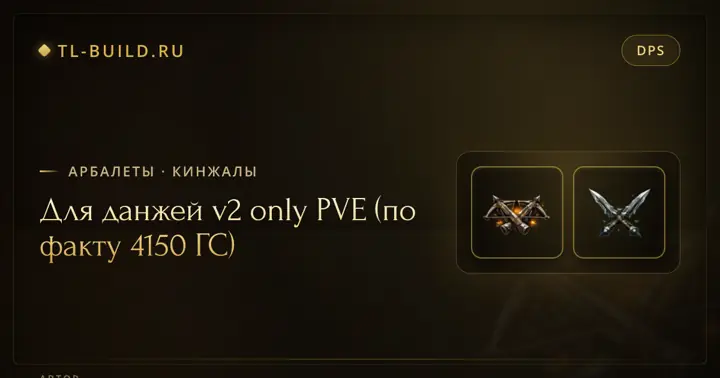 TL-BUILD.RU
DPS
АРБАЛЕТЫ · КИНЖАЛЫ
Для данжей v2 only PVE (по
факту 4150 ГС)